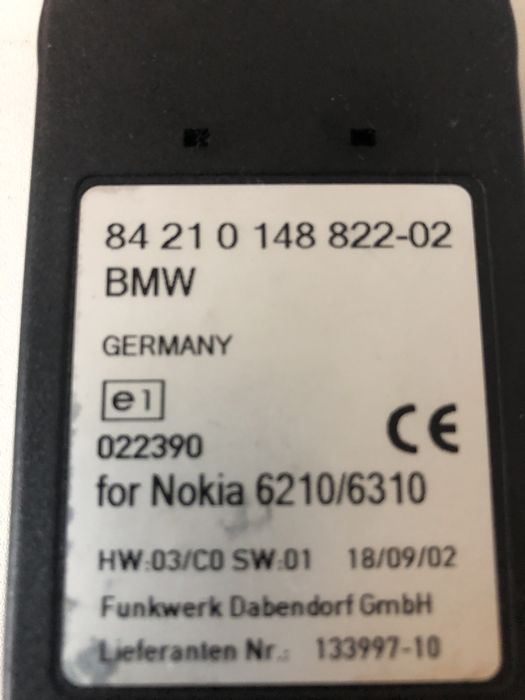 84 21 0 148 822-02
BMW
GERMANY
e1
022390
CE
for Nokia 6210/6310
HW:03/C0 SW:01 18/09/02
Funkwerk Dabendorf GmbH
Lieferanten Nr.: 133997-10